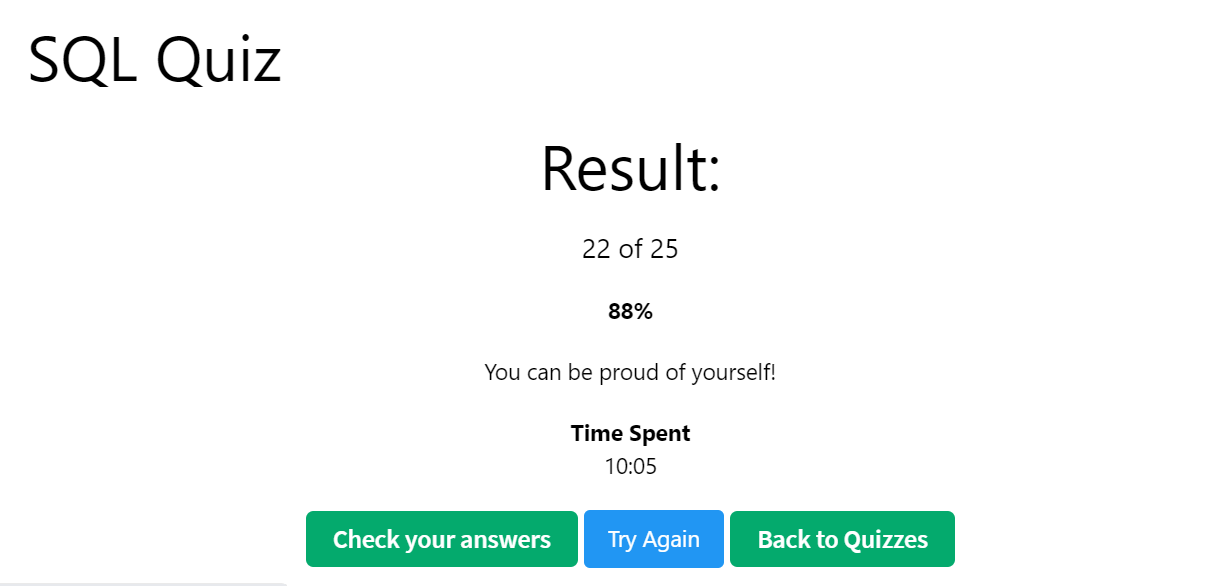 SQL Quiz
Result:
22 of 25
88%
You can be proud of yourself!
Time Spent
10:05
Check your answers Try Again Back to Quizzes